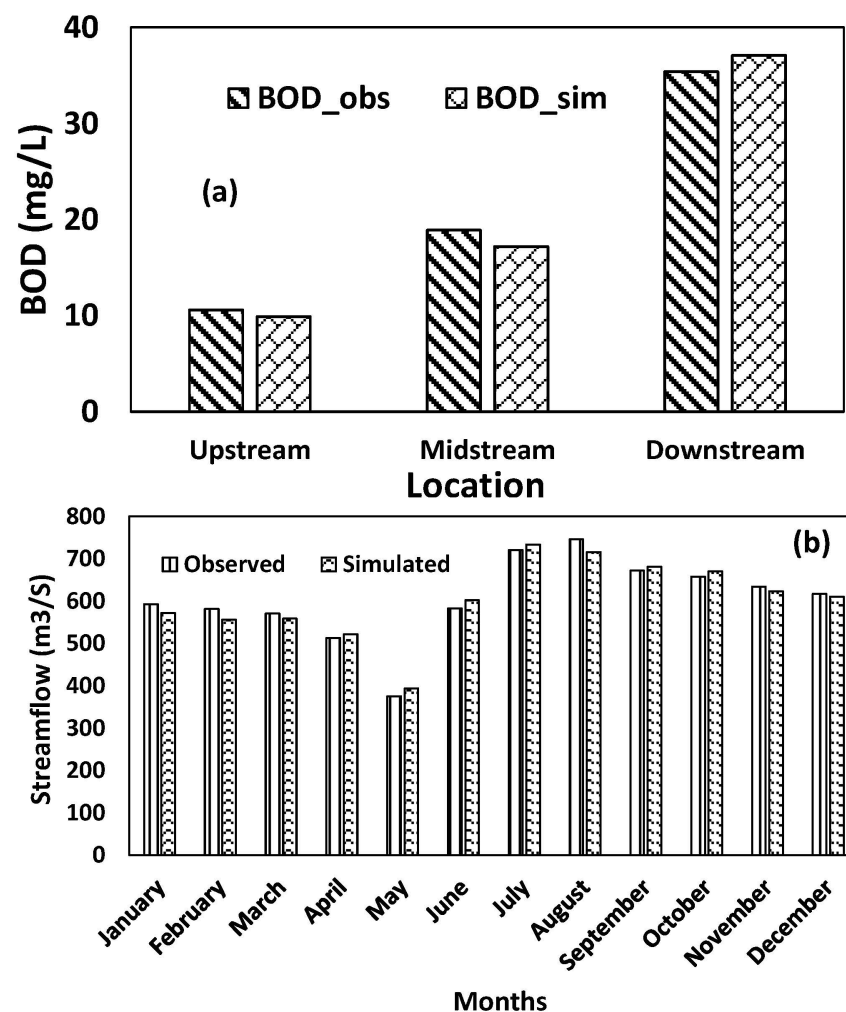 40
30
20
10
0
BOD (mg/L)
BOD_obs BOD_sim
(a)
Upstream Midstream Downstream
Location
800
700
600
500
400
300
200
100
0
Streamflow (m3/S)
Observed Simulated
(b)
January February March April May June July August September October November December
Months